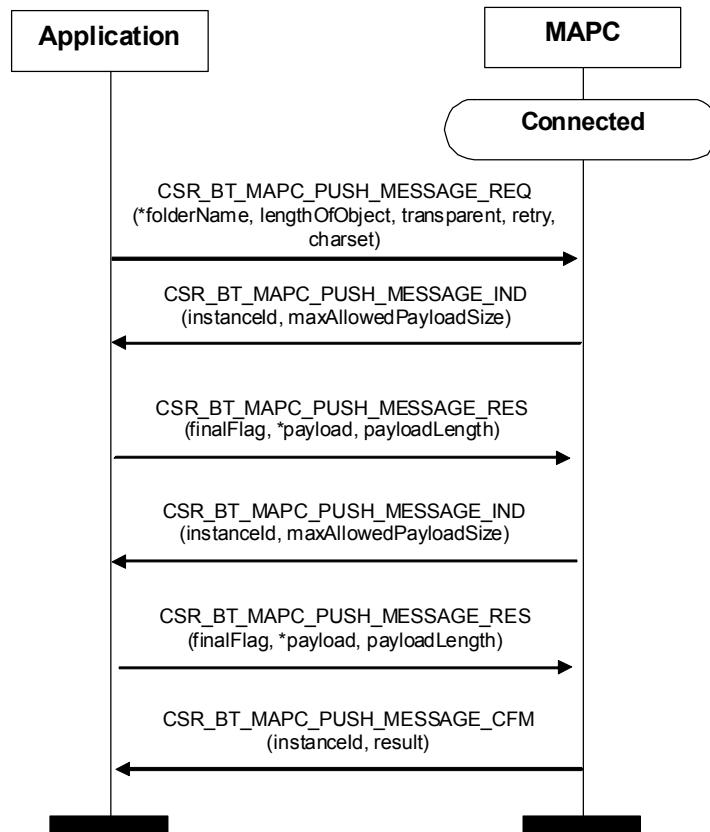 Application
MAPC
Connected
CSR_BT_MAPC_PUSH_MESSAGE_REQ
(*folderName, lengthOfObject, transparent, retry,
charset)
CSR_BT_MAPC_PUSH_MESSAGE_IND
(instanceId, maxAllowedPayloadSize)
CSR_BT_MAPC_PUSH_MESSAGE_RES
(finalFlag, *payload, payloadLength)
CSR_BT_MAPC_PUSH_MESSAGE_IND
(instanceId, maxAllowedPayloadSize)
CSR_BT_MAPC_PUSH_MESSAGE_RES
(finalFlag, *payload, payloadLength)
CSR_BT_MAPC_PUSH_MESSAGE_CFM
(instanceId, result)